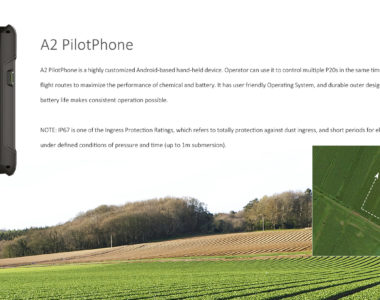 A2 PilotPhone
A2 PilotPhone is a highly customized Android-based hand-held device. Operator can use it to control multiple P20s in the same tim
flight routes to maximize the performance of chemical and battery. It has user friendly Operating System, and durable outer desig
battery life makes consistent operation possible.
NOTE: IP67 is one of the Ingress Protection Ratings, which refers to totally protection against dust ingress, and short periods for el
under defined conditions of pressure and time (up to 1m submersion).